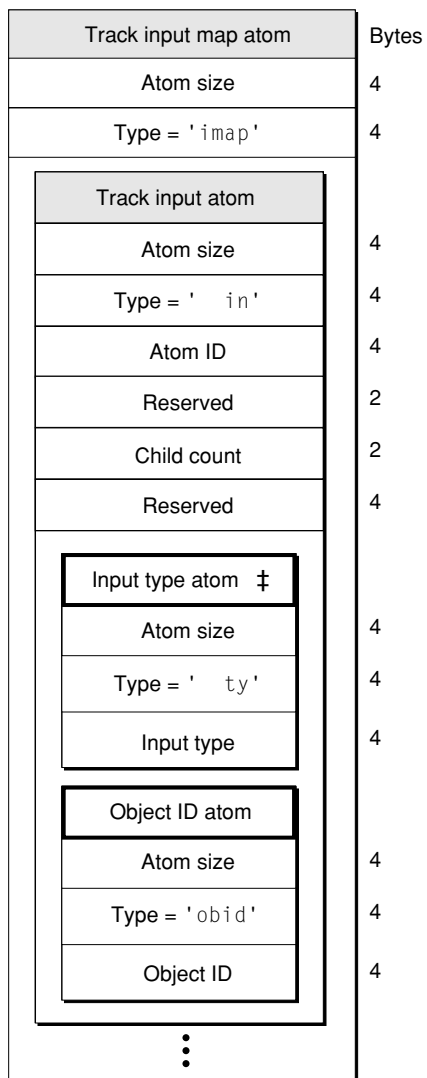 Track input map atom Bytes
Atom size 4
Type = 'imap' 4
Track input atom
Atom size 4
Type = '  in' 4
Atom ID 4
Reserved 2
Child count 2
Reserved 4
Input type atom ‡
Atom size 4
Type = '  ty' 4
Input type 4
Object ID atom
Atom size 4
Type = 'obid' 4
Object ID 4